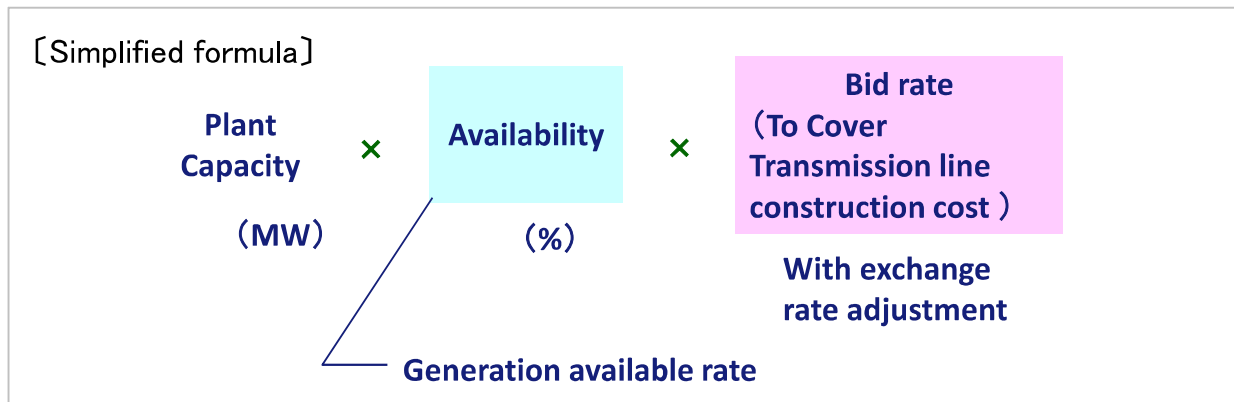 〔Simplified formula〕
Plant
Capacity
(MW)
×
Availability
(%)
×
Bid rate
(To Cover
Transmission line
construction cost )
With exchange
rate adjustment
Generation available rate